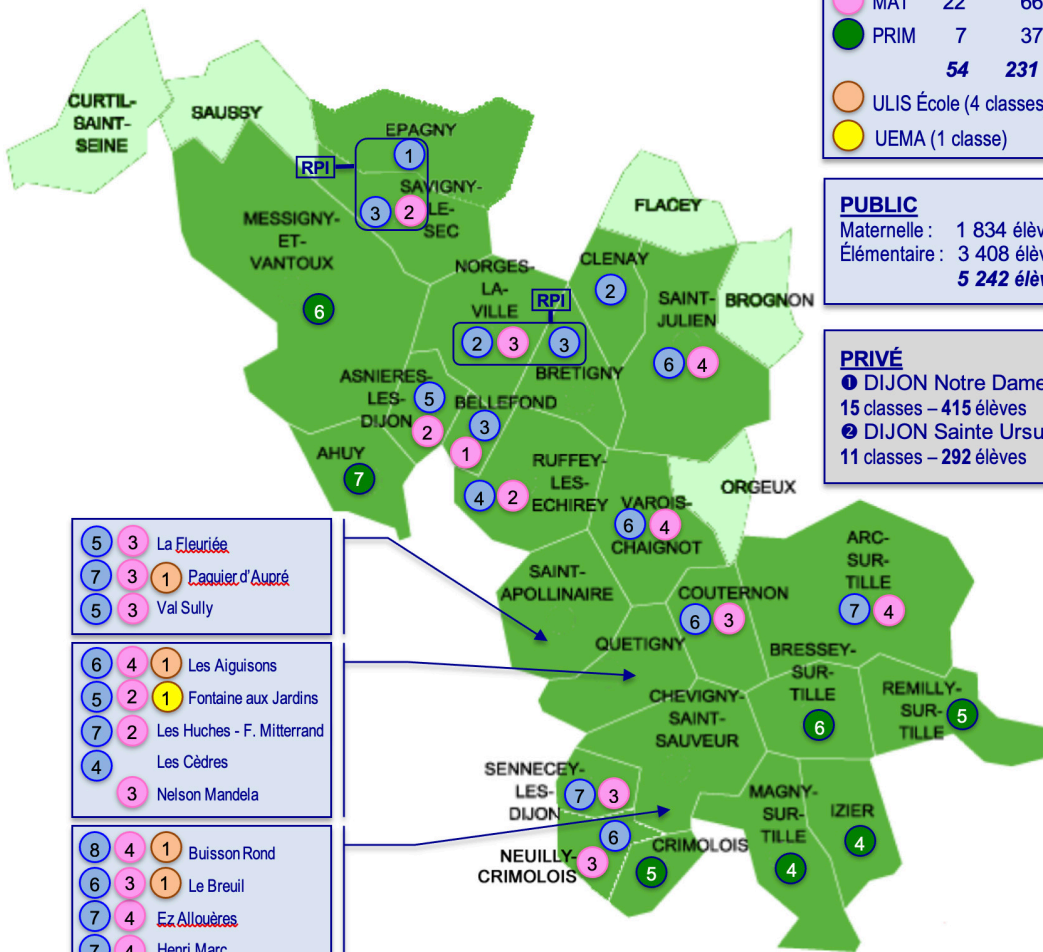 MAT 22 66
PRIM 7 37
54 231
ULIS École (4 classes
UEMA (1 classe)
PUBLIC
Maternelle : 1 834 élèv
Élémentaire : 3 408 élèv
5 242 élèv
PRIVÉ
❶ DIJON Notre Dame
15 classes – 415 élèves
❷ DIJON Sainte Ursu
11 classes – 292 élèves
CURTIL-
SAINT-
SEINE
SAUSSY
EPAGNY
1
RPI
SAVIGNY-
LE-
SEC
3 2
MESSIGNY-
ET-
VANTOUX
6
FLACEY
CLENAY
2
NORGES-
LA-
VILLE
RPI
2 3 3
BRETIGNY
SAINT-
JULIEN
6 4
BROGNON
ASNIERES-
LES-
DIJON
5
2
BELLEFOND
3
1
AHUY
7
RUFFEY-
LES-
ECHIREY
4 2
VAROIS-
CHAIGNOT
6 4
ORGEUX
ARC-
SUR-
TILLE
7 4
SAINT-
APOLLINAIRE
COUTERNON
6 3
QUETIGNY
BRESSEY-
SUR-
TILLE
6
REMILLY-
SUR-
TILLE
5
CHEVIGNY-
SAINT-
SAUVEUR
SENNECEY-
LES-
DIJON
7 3
6
NEUILLY-
CRIMOLOIS
3
CRIMOLOIS
5
MAGNY-
SUR-
TILLE
4
IZIER
4
5 3 La Fleuriée
7 3 1 Paquier d'Aupré
5 3 Val Sully
6 4 1 Les Aiguisons
5 2 1 Fontaine aux Jardins
7 2 Les Huches - F. Mitterrand
4 Les Cèdres
3 Nelson Mandela
8 4 1 Buisson Rond
6 3 1 Le Breuil
7 4 Ez Allouères
7 4 Henri Marc